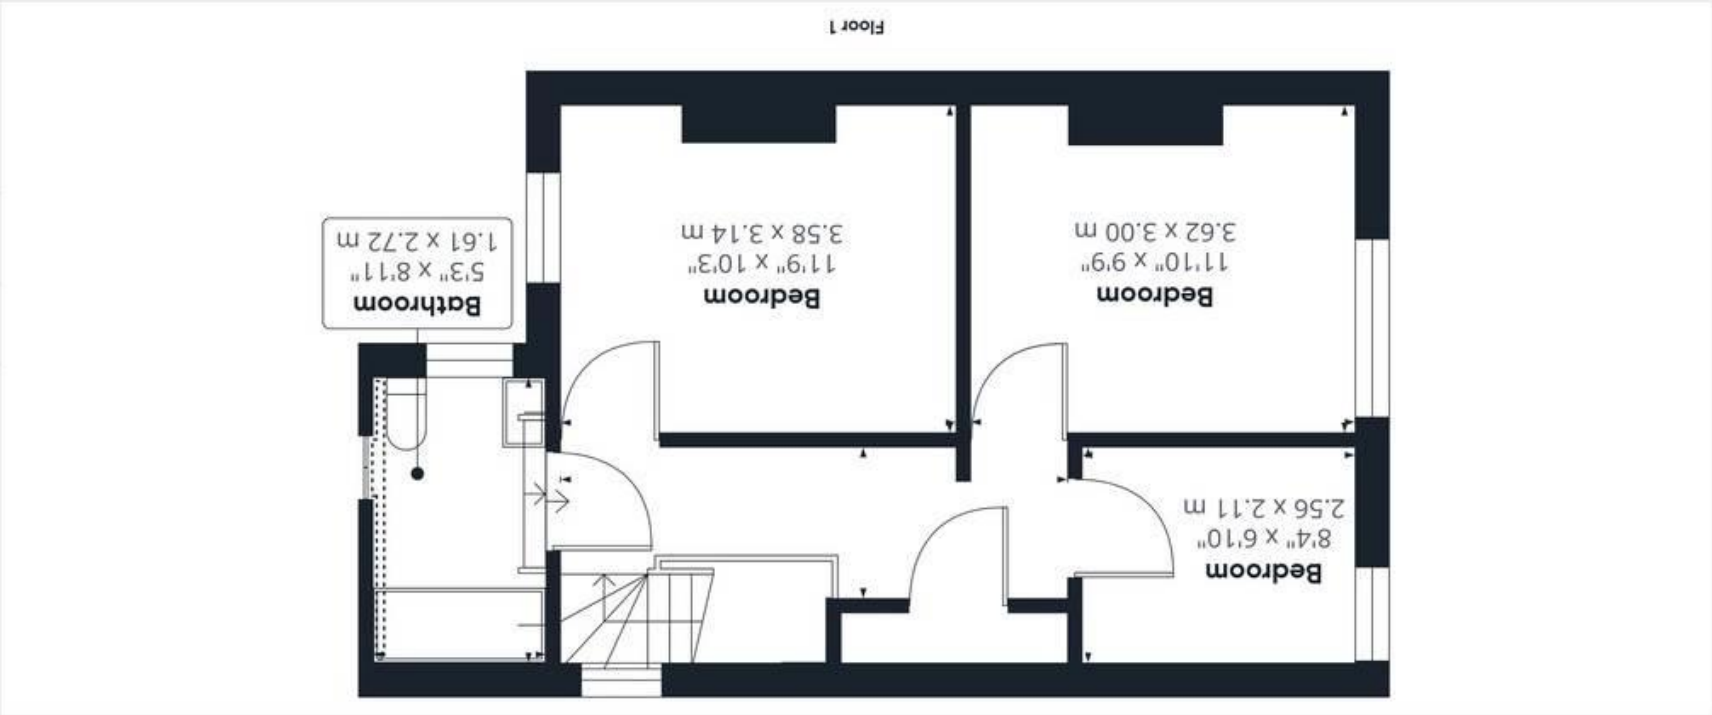 Bedroom
8'4" x 6'10"
2.56 x 2.11 m
Bedroom
11'10" x 9'9"
3.62 x 3.00 m
Bedroom
11'9" x 10'3"
3.58 x 3.14 m
Bathroom
5'3" x 8'11"
1.61 x 2.72 m
Floor 1